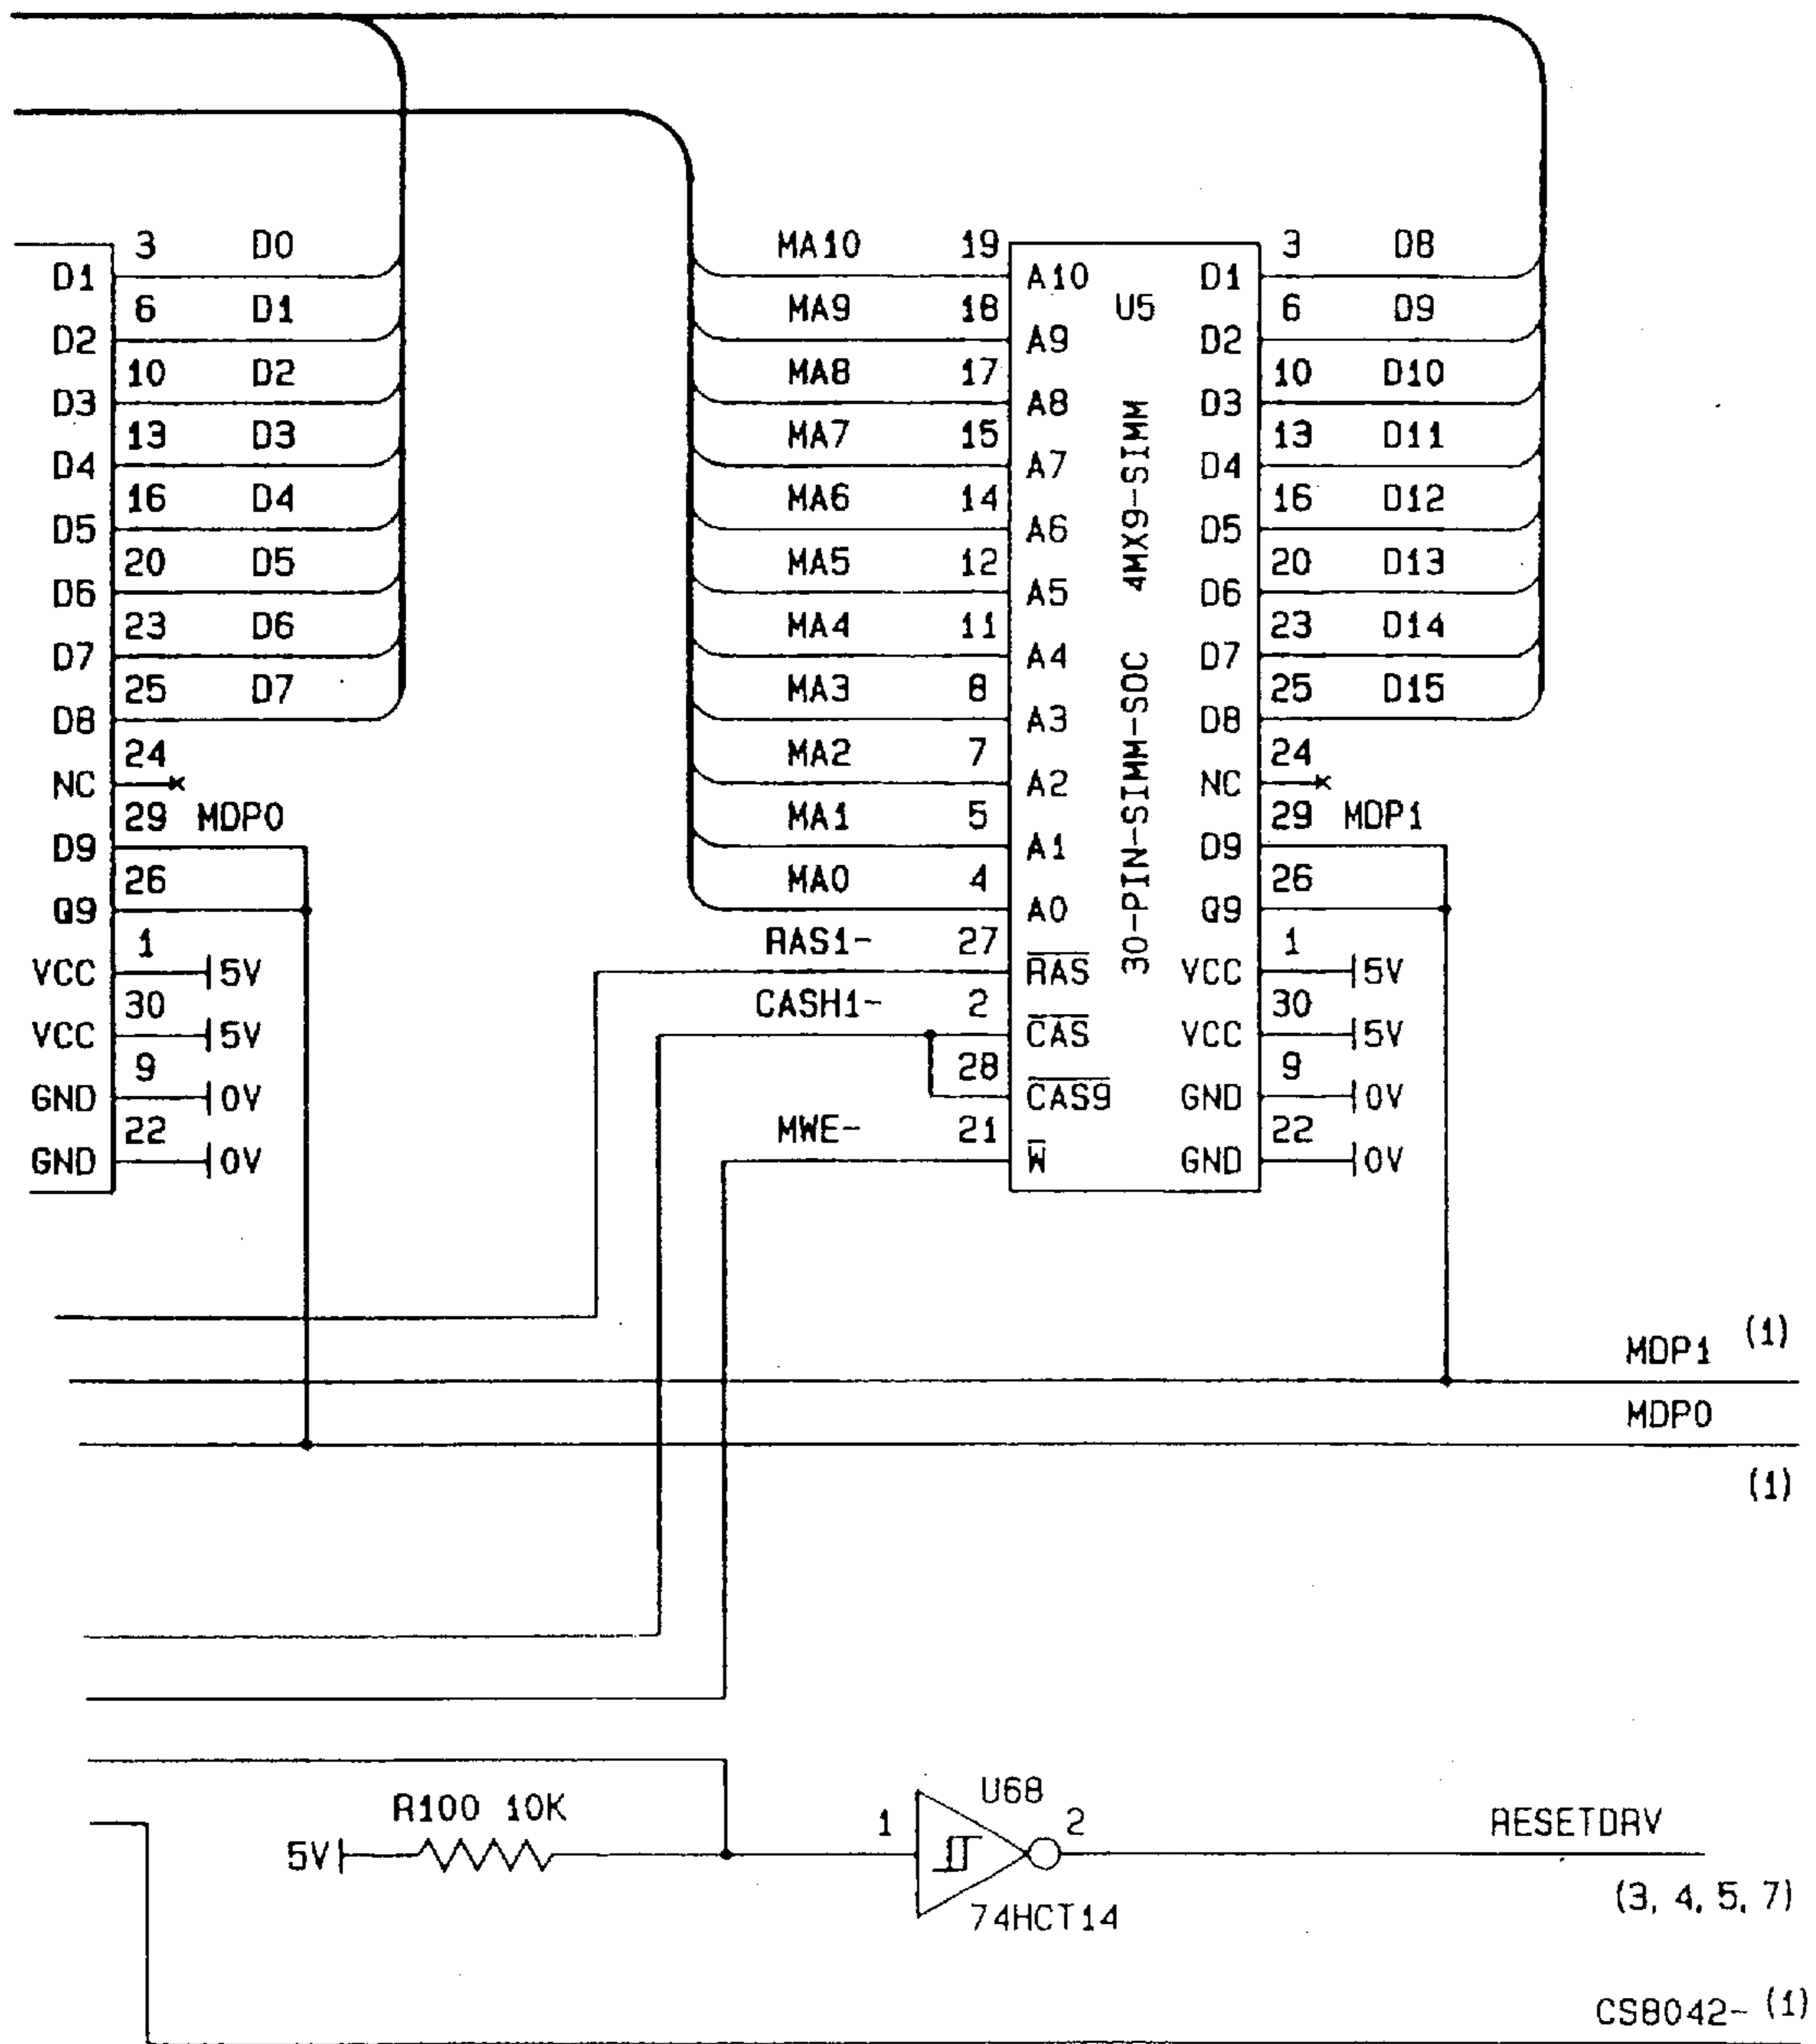 3 D0 MA10 19 3 D8
D1 A10 D1
6 D1 MA9 18 U5 6 D9
D2 A9 D2
10 D2 MA8 17 10 D10
D3 A8 D3
13 D3 MA7 15 13 D11
D4 A7 D4
16 D4 MA6 14 16 D12
D5 A6 D5
20 D5 MA5 12 20 D13
D6 A5 D6
23 D6 MA4 11 23 D14
D7 A4 D7
25 D7 MA3 8 25 D15
D8 A3 D8
24 MA2 7 24
NC A2 NC
29 MDP0 MA1 5 29 MDP1
D9 A1 D9
26 MA0 4 26
Q9 A0 Q9
30-PIN-SIMM-SOC 4MX9-SIMM
1 RAS1- 27 1
VCC 5V RAS VCC 5V
30 CASH1- 2 30
VCC 5V CAS VCC 5V
9 28 9
GND 0V CAS9 GND 0V
22 MWE- 21 22
GND 0V W GND 0V
MDP1 (1)
MDP0
(1)
U68
R100 10K 1 2 RESETDRV
5V
74HCT14 (3, 4, 5, 7)
CS8042- (1)